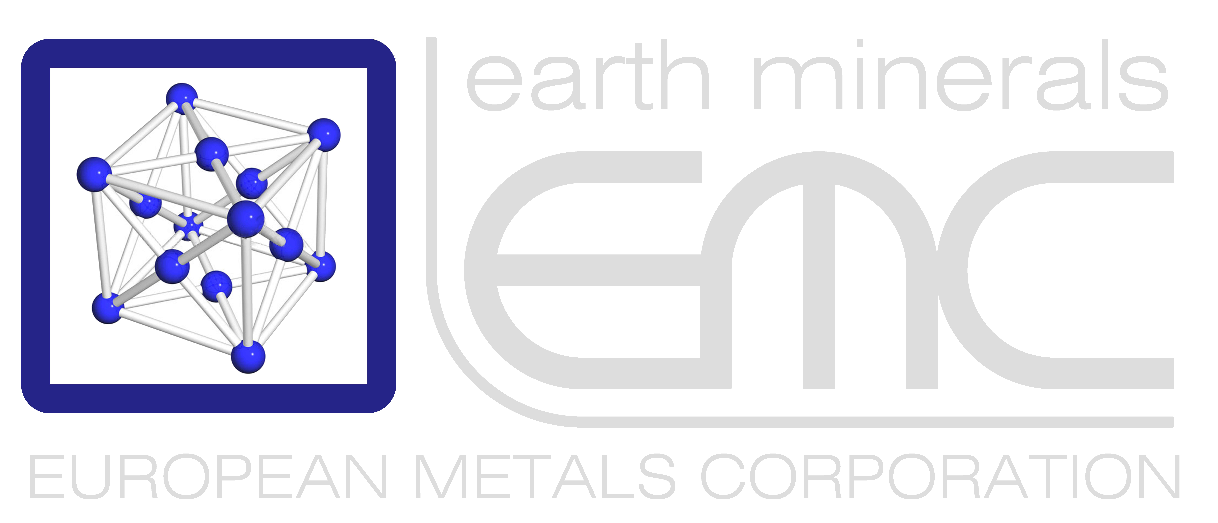 earth minerals
EMC
EUROPEAN METALS CORPORATION